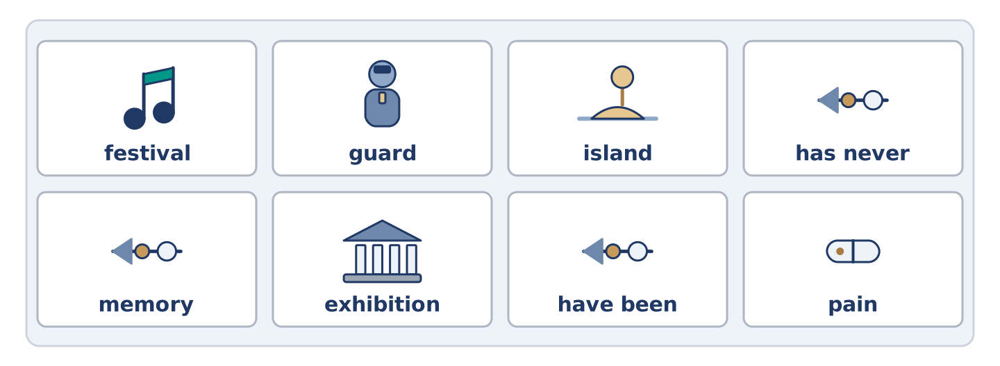 festival
guard
island
has never
memory
exhibition
have been
pain